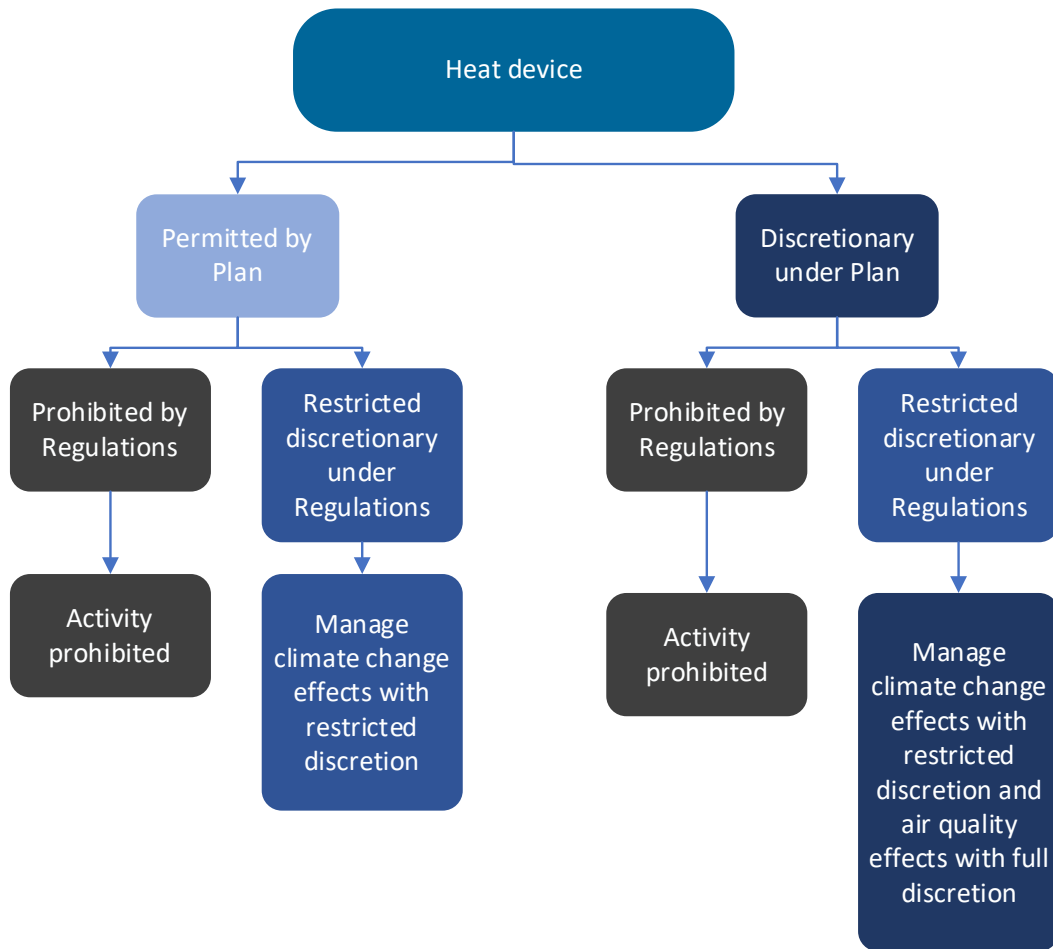 Heat device
Permitted by
Plan
Discretionary
under Plan
Prohibited by
Regulations
Restricted
discretionary
under
Regulations
Prohibited by
Regulations
Restricted
discretionary
under
Regulations
Activity
prohibited
Manage
climate change
effects with
restricted
discretion
Activity
prohibited
Manage
climate change
effects with
restricted
discretion and
air quality
effects with full
discretion